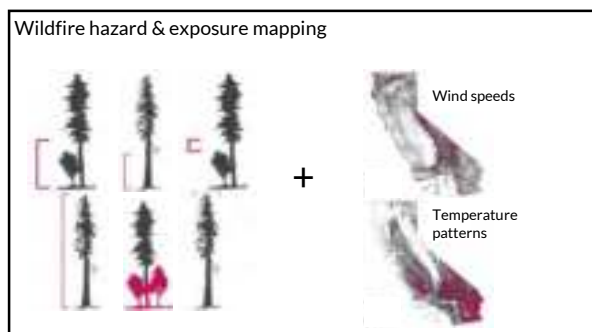 Wildfire hazard & exposure mapping
Wind speeds
+
Temperature
patterns